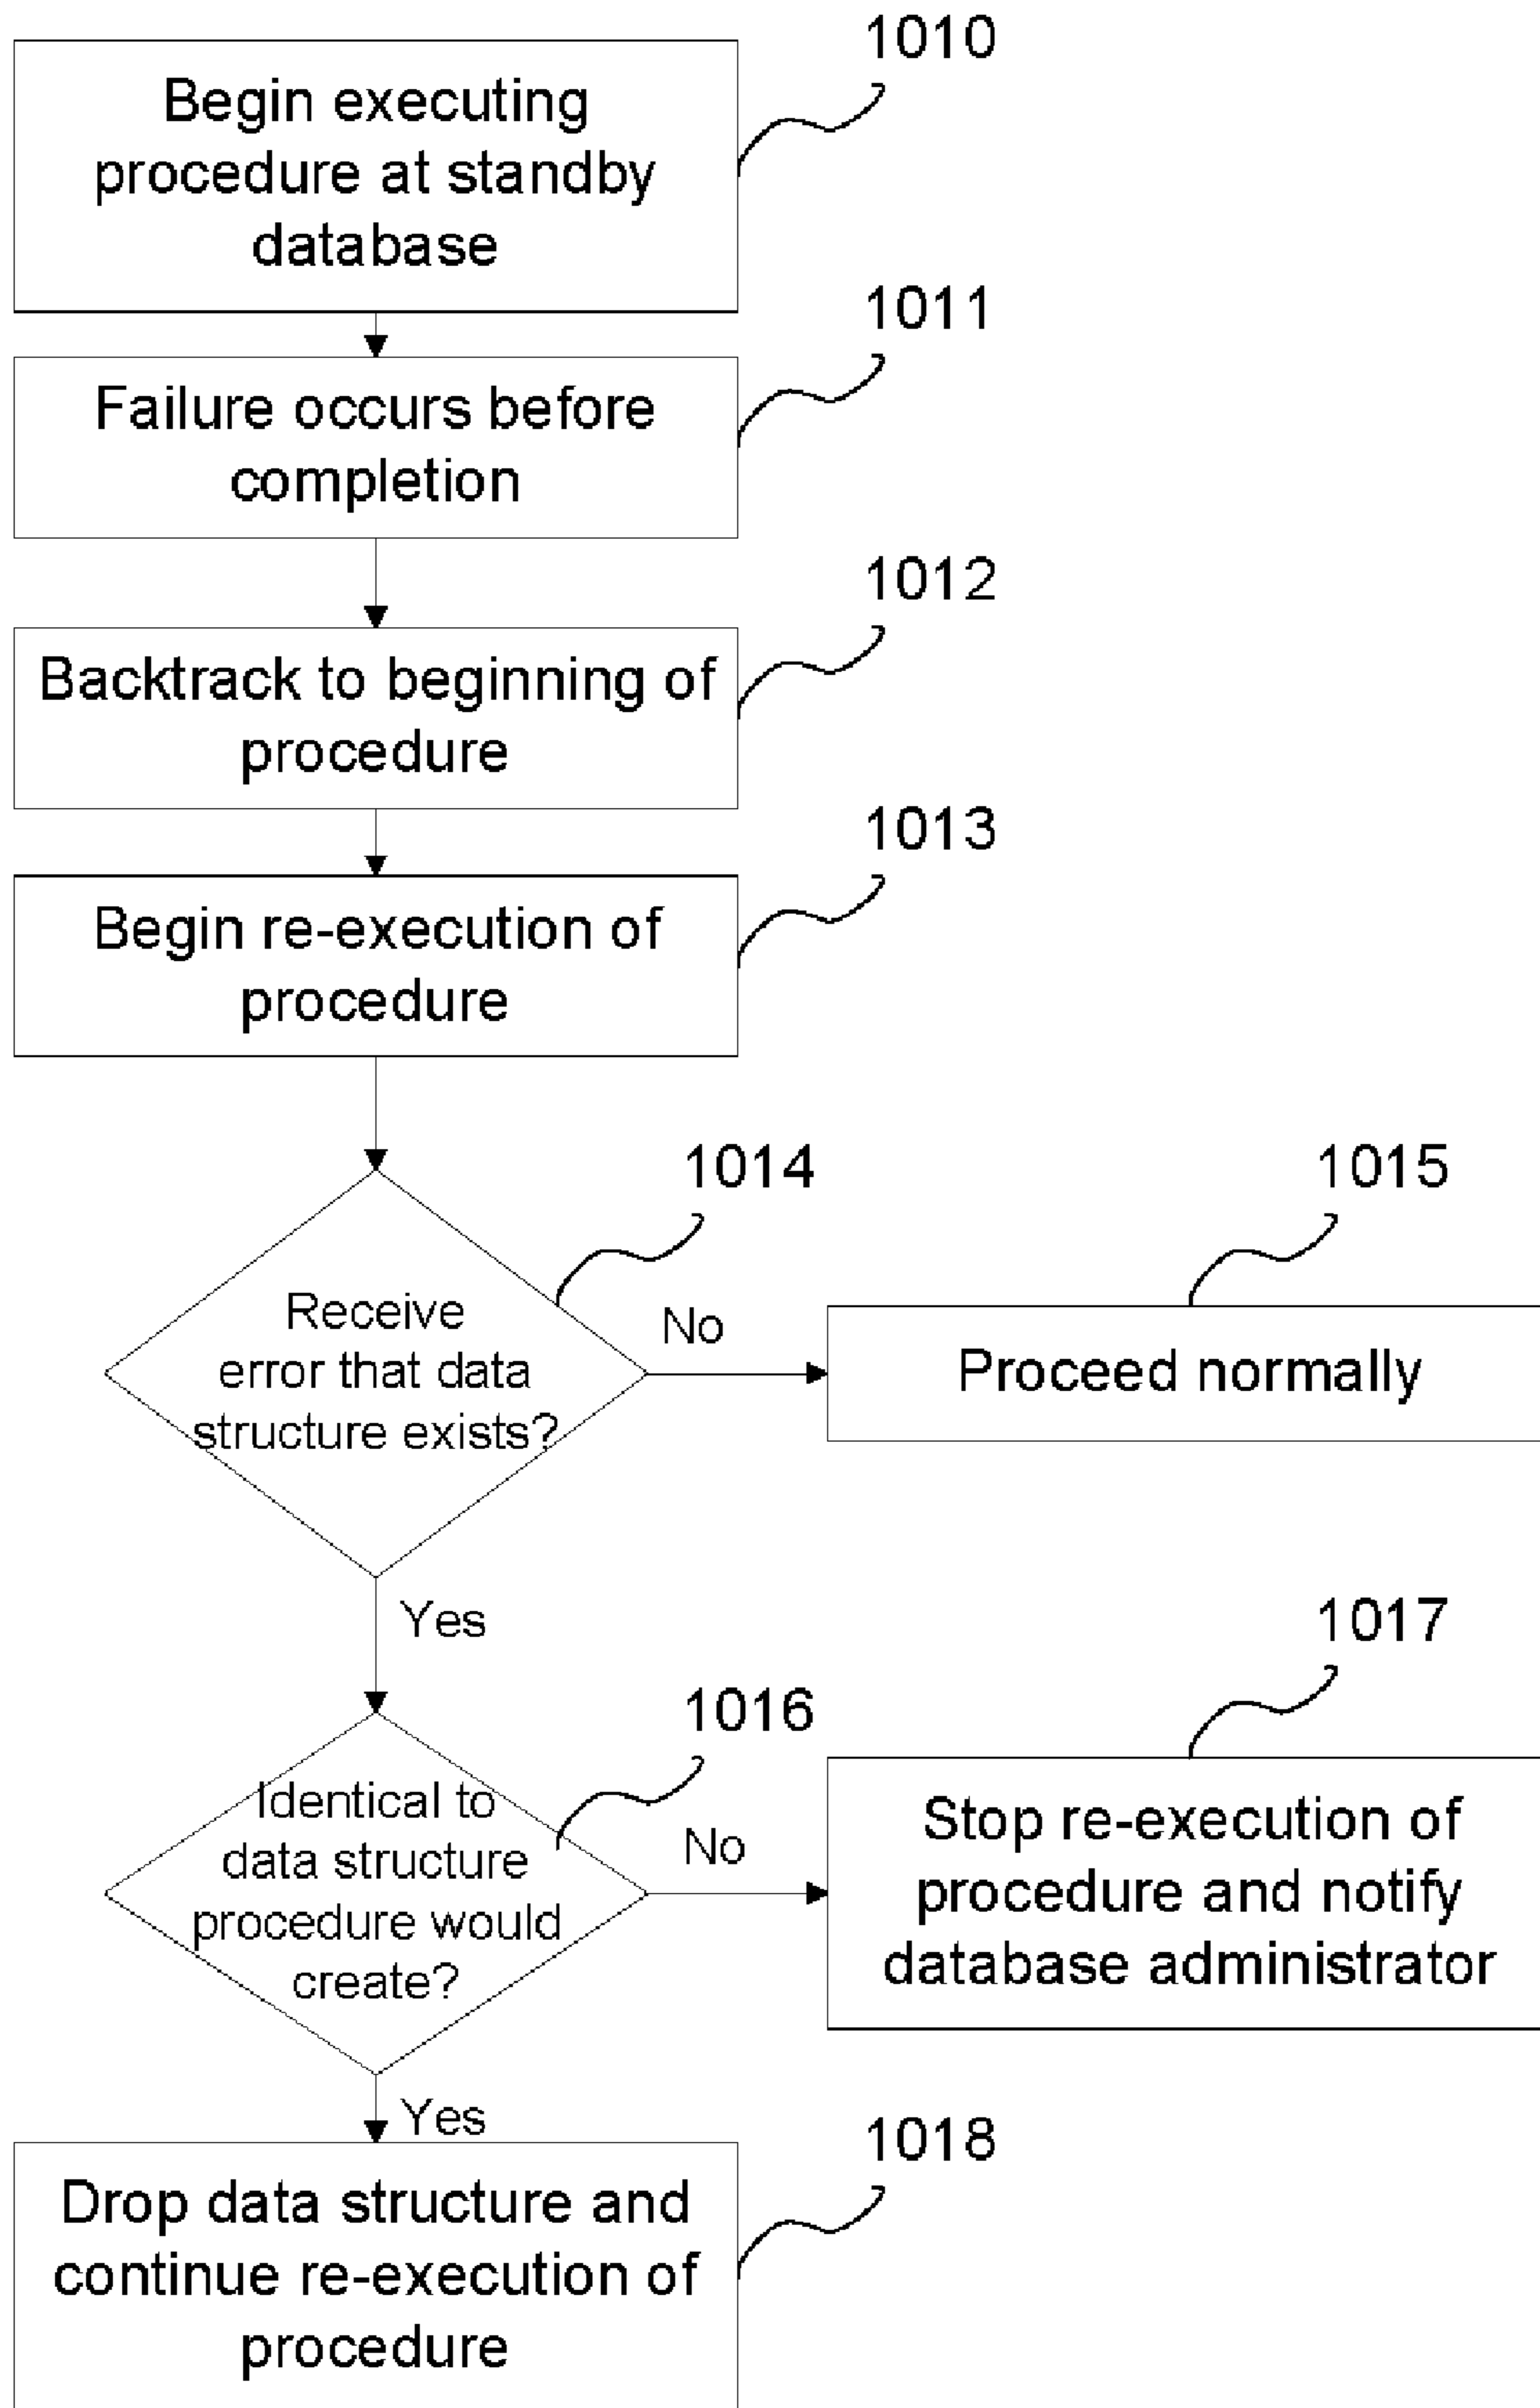 1010
Begin executing
procedure at standby
database
1011
Failure occurs before
completion
1012
Backtrack to beginning of
procedure
1013
Begin re-execution of
procedure
1014
Receive
error that data
structure exists?
No
1015
Proceed normally
Yes
1016
Identical to
data structure
procedure would
create?
No
1017
Stop re-execution of
procedure and notify
database administrator
Yes
1018
Drop data structure and
continue re-execution of
procedure